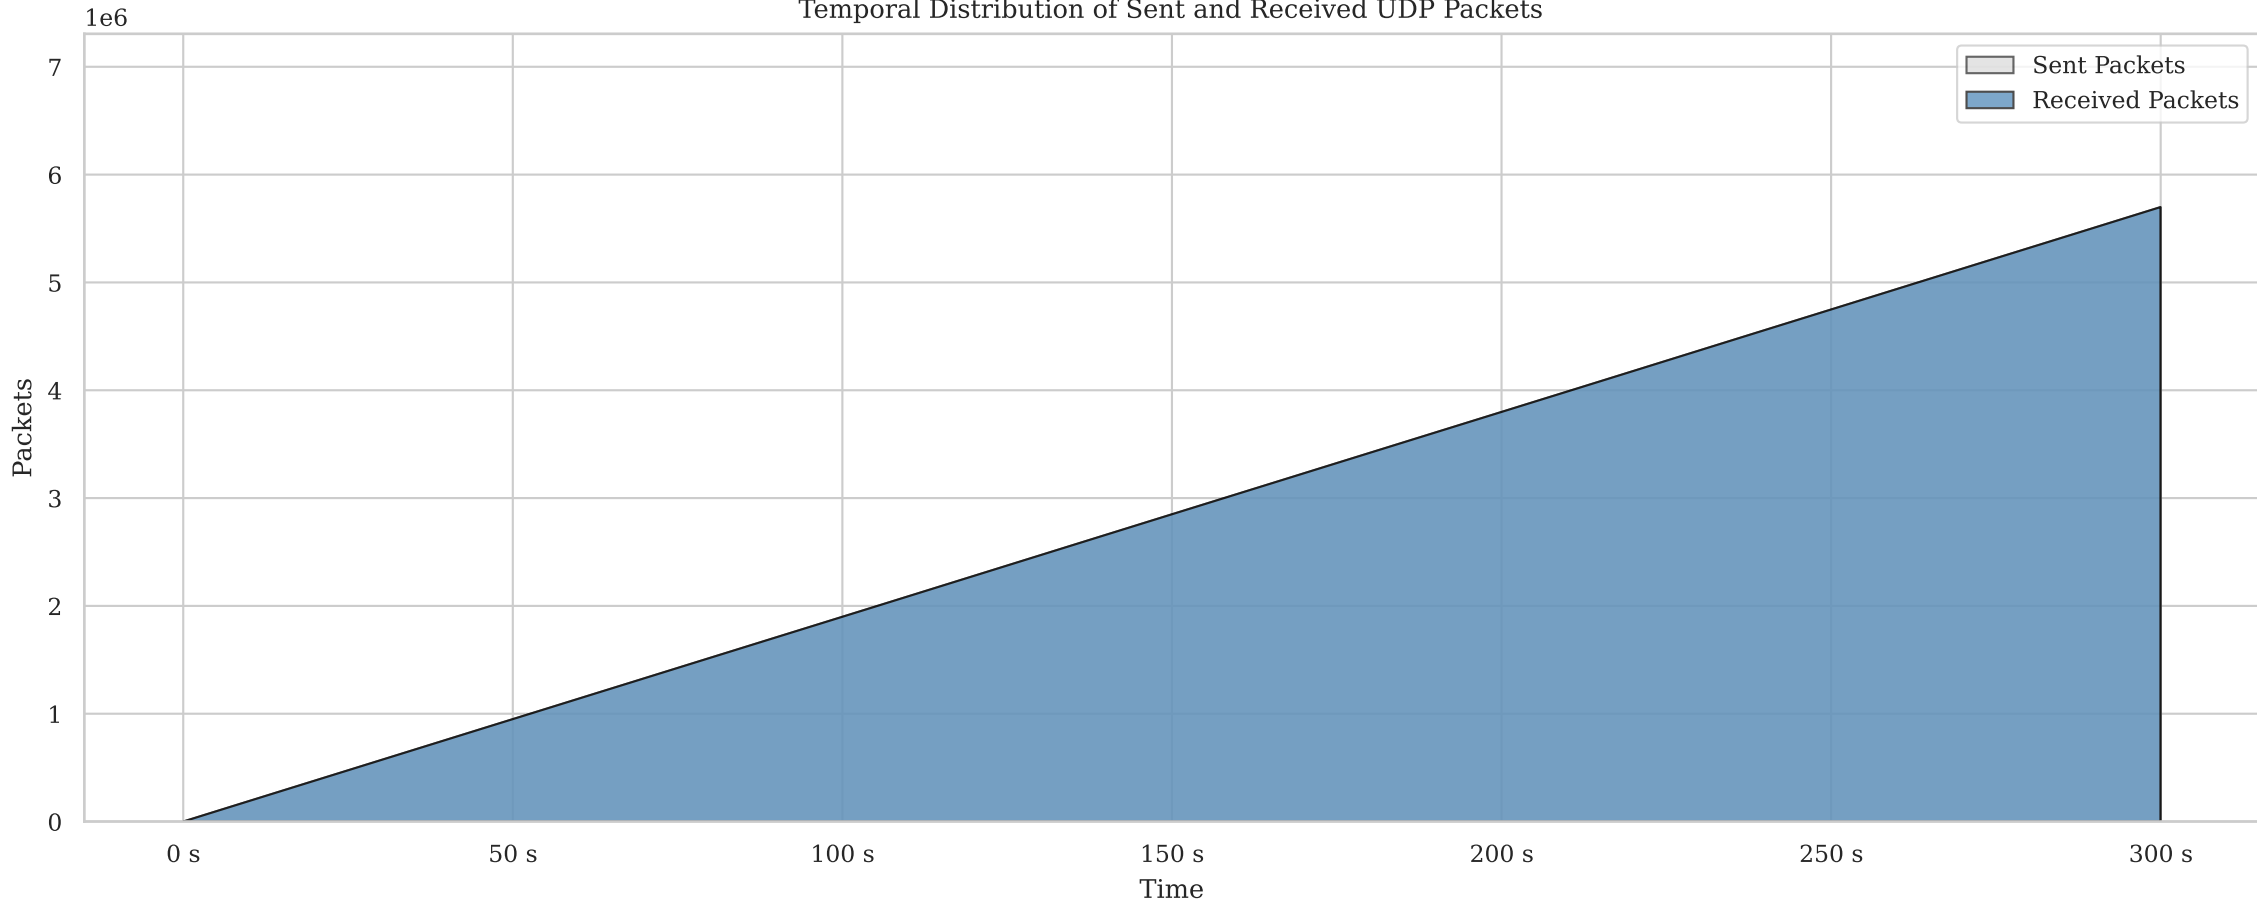 Temporal Distribution of Sent and Received UDP Packets
1e6
7
6
5
4
3
2
1
0
Packets
Sent Packets
Received Packets
0 s
50 s
100 s
150 s
200 s
250 s
300 s
Time